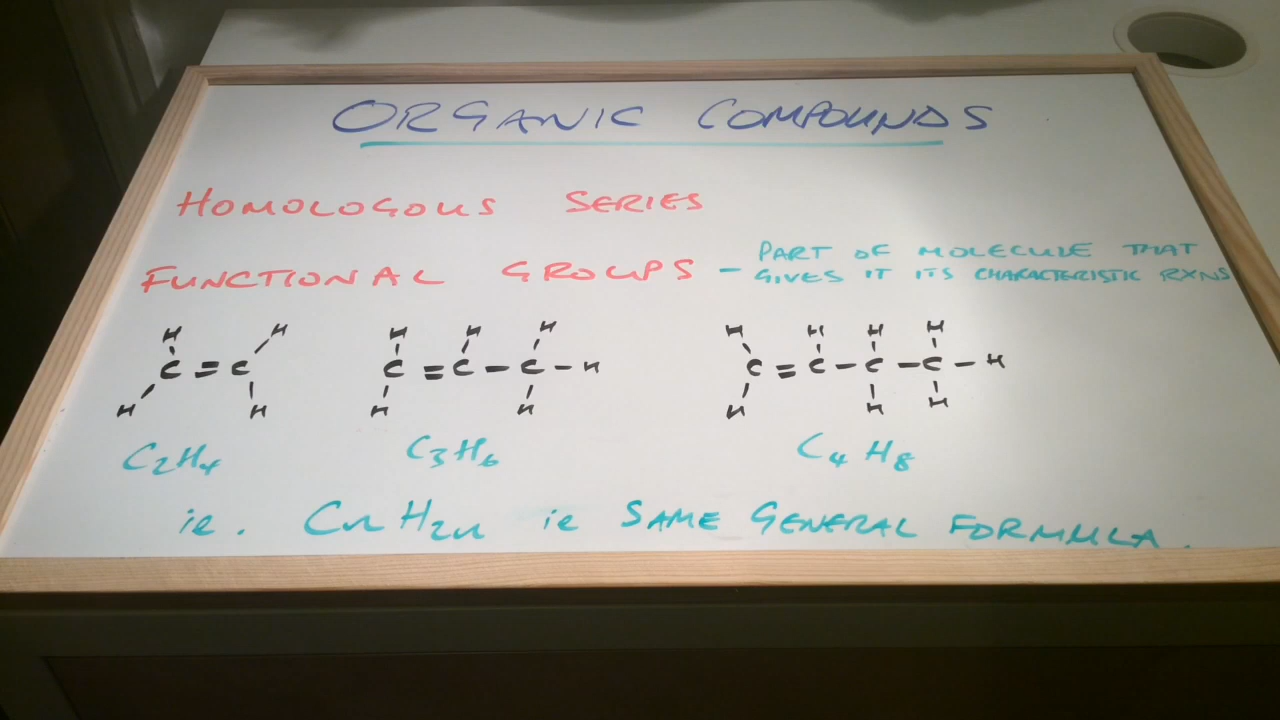 ORGANIC COMPOUNDS
HOMOLOGOUS SERIES
FUNCTIONAL GROUPS - PART OF MOLECULE THAT
GIVES IT ITS CHARACTERISTIC RXNS
H H H H H H H H H
C=C C=C-C-H C=C-C-C-H
H H H H H H H
C2H4 C3H6 C4H8
ie. CnH2n ie SAME GENERAL FORMULA.